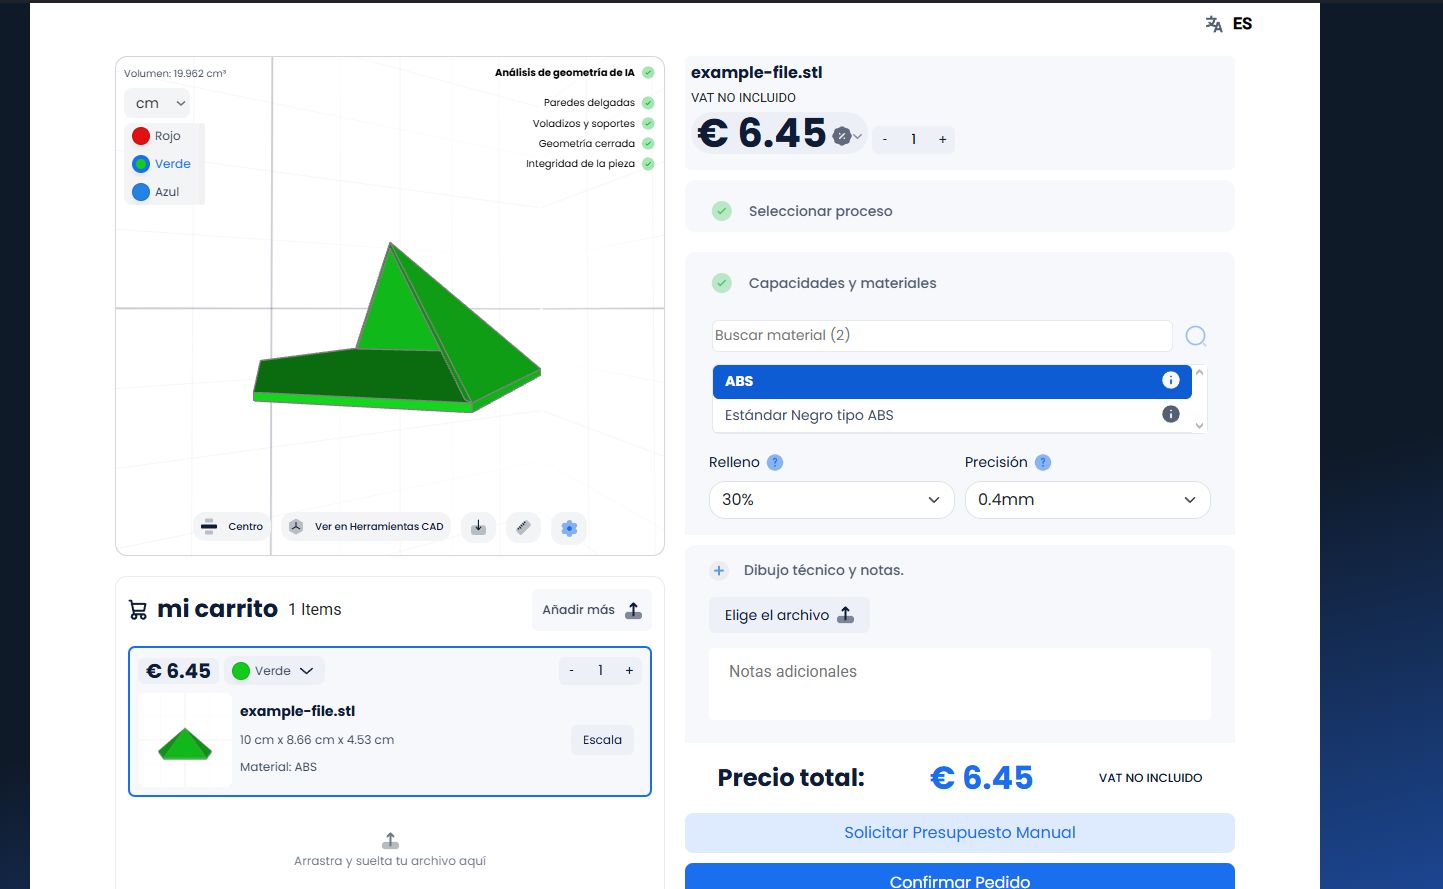 ES
Volumen: 19.962 cm³
cm
Rojo
Verde
Azul
Análisis de geometría de IA
Paredes delgadas
Voladizos y soportes
Geometría cerrada
Integridad de la pieza
Centro
Ver en Herramientas CAD
mi carrito 1 Items
Añadir más
€ 6.45 Verde - 1 +
example-file.stl
10 cm x 8.66 cm x 4.53 cm
Escala
Material: ABS
Arrastra y suelta tu archivo aquí
example-file.stl
VAT NO INCLUIDO
€ 6.45 - 1 +
Seleccionar proceso
Capacidades y materiales
Buscar material (2)
ABS
Estándar Negro tipo ABS
Relleno ? Precisión ?
30% 0.4mm
Dibujo técnico y notas.
Elige el archivo
Notas adicionales
Precio total: € 6.45 VAT NO INCLUIDO
Solicitar Presupuesto Manual
Confirmar Pedido